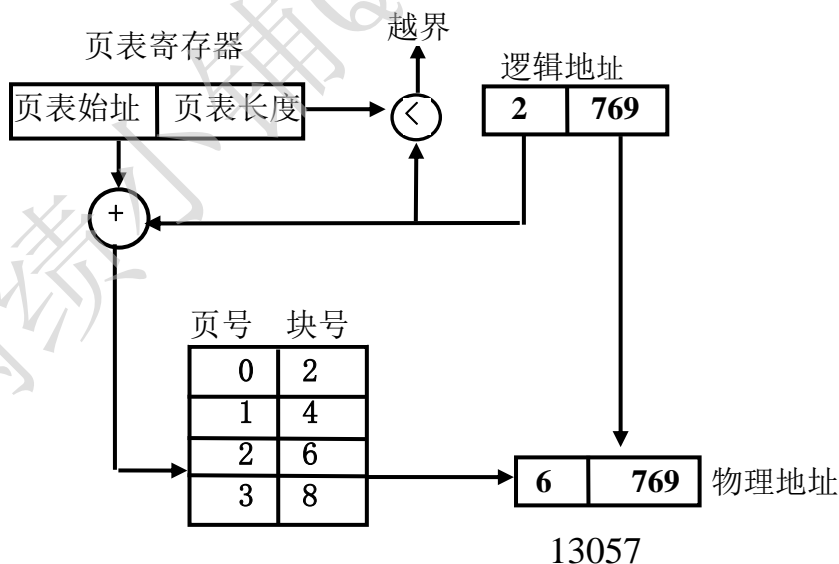 越界
页表寄存器
逻辑地址
页表始址 页表长度
<
2 769
+
页号 块号
0 2
1 4
2 6
3 8
6 769 物理地址
13057